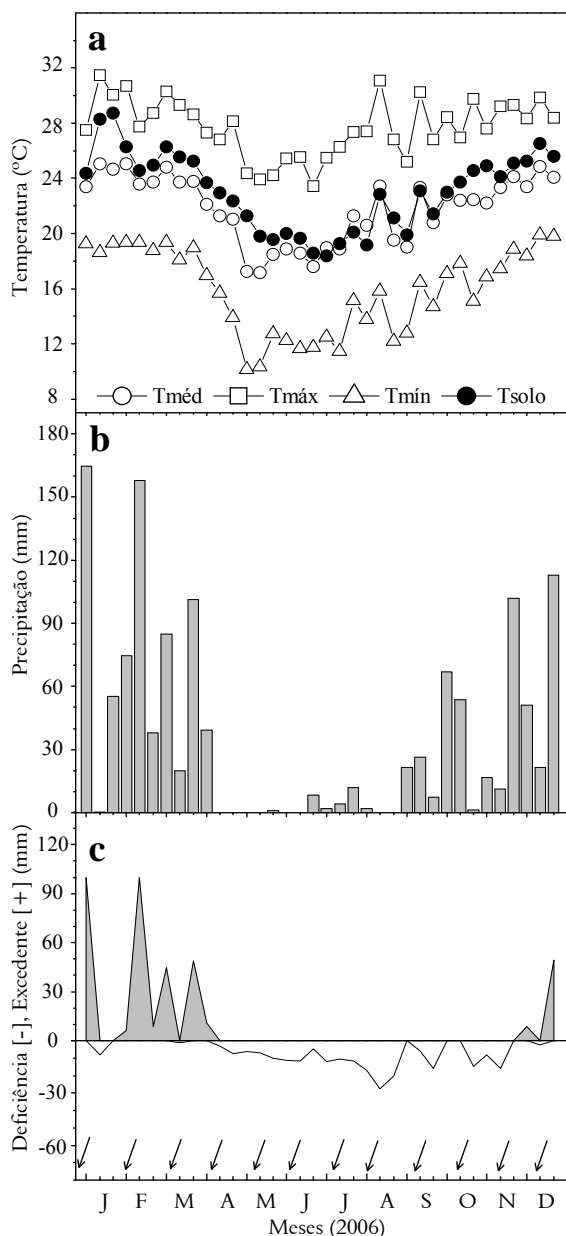 a
32
28
24
20
16
12
8
Temperatura (ºC)
Tméd Tmáx Tmín Tsolo
b
180
150
120
90
60
30
0
Precipitação (mm)
c
120
90
60
30
0
-30
-60
Deficiência [-], Excedente [+] (mm)
J F M A M J J A S O N D
Meses (2006)